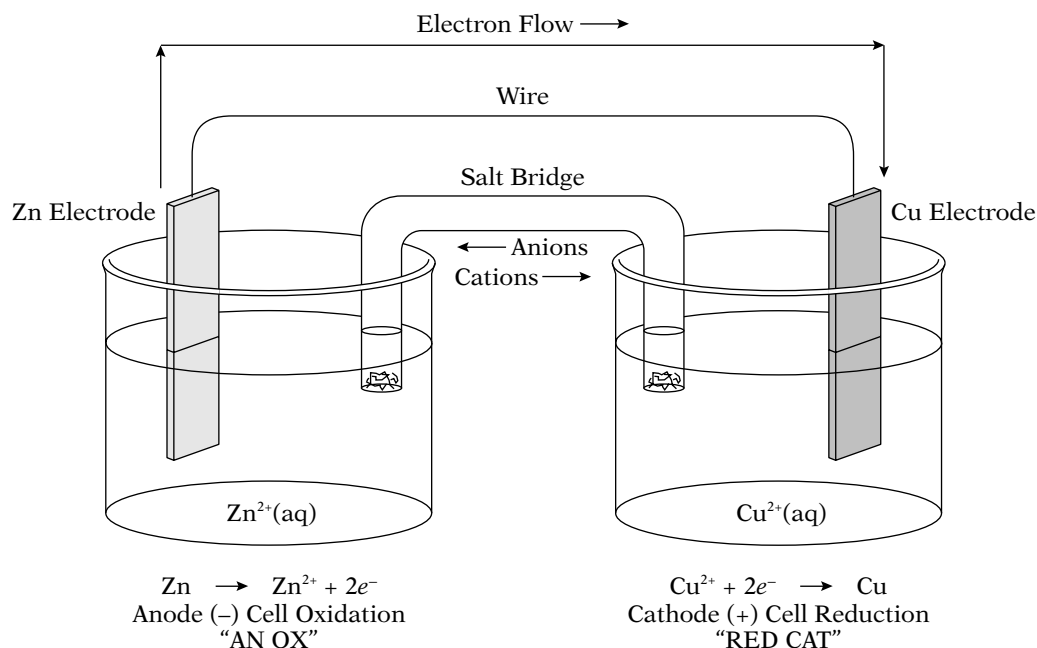 Electron Flow →
Wire
Salt Bridge
Zn Electrode
Cu Electrode
← Anions
Cations →
Zn²⁺(aq)
Cu²⁺(aq)
Zn → Zn²⁺ + 2e⁻
Anode (–) Cell Oxidation
“AN OX”
Cu²⁺ + 2e⁻ → Cu
Cathode (+) Cell Reduction
“RED CAT”